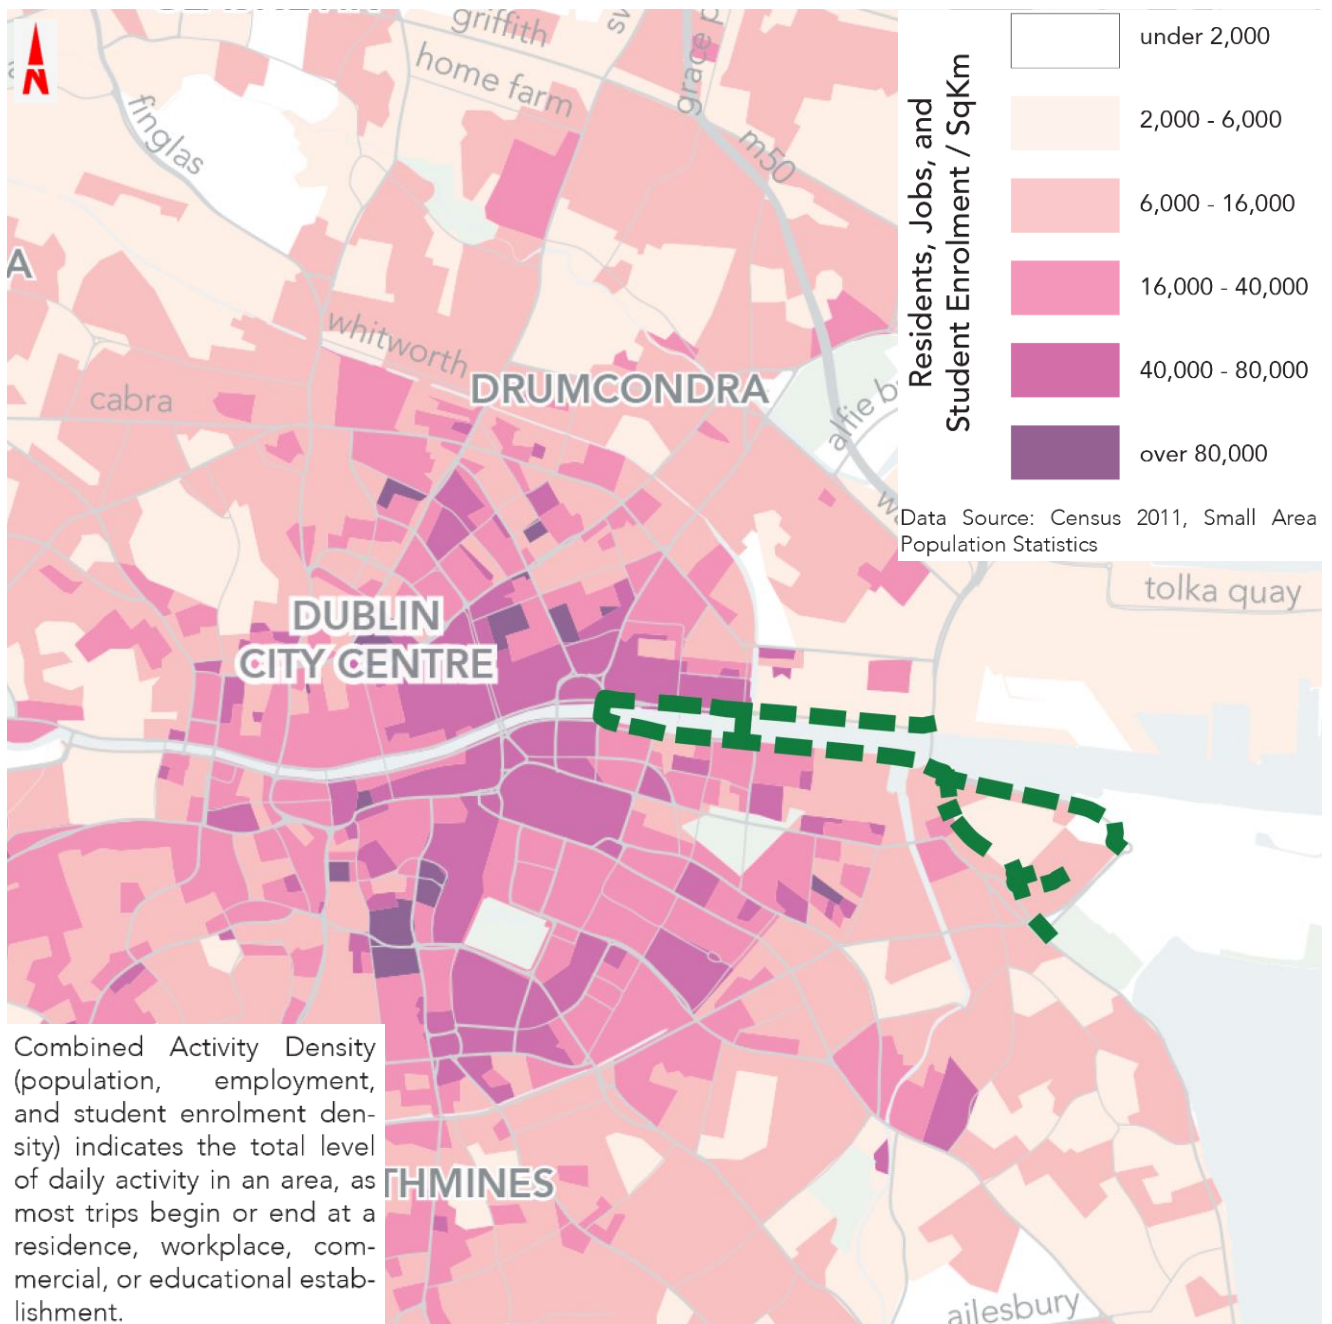 griffith
home farm
grace p
finglas
m50
N
A
whitworth
cabra
DRUMCONDRA
alfie b
wa
DUBLIN
CITY CENTRE
tolka quay
THMINES
ailesbury
Residents, Jobs, and
Student Enrolment / SqKm
under 2,000
2,000 - 6,000
6,000 - 16,000
16,000 - 40,000
40,000 - 80,000
over 80,000
Data Source: Census 2011, Small Area
Population Statistics
Combined Activity Density
(population, employment,
and student enrolment den-
sity) indicates the total level
of daily activity in an area, as
most trips begin or end at a
residence, workplace, com-
mercial, or educational estab-
lishment.